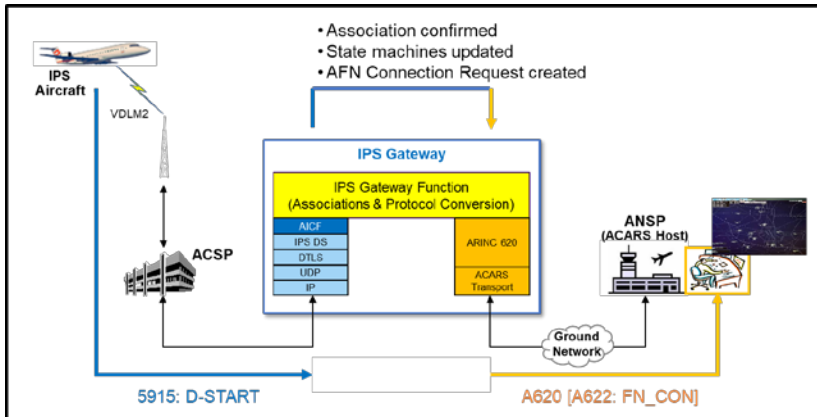 • Association confirmed
• State machines updated
• AFN Connection Request created
IPS
Aircraft
VDLM2
IPS Gateway
IPS Gateway Function
(Associations & Protocol Conversion)
AICF
IPS DS
DTLS
UDP
IP
ARINC 620
ACARS
Transport
ACSP
ANSP
(ACARS Host)
Ground
Network
5915: D-START
A620 [A622: FN_CON]